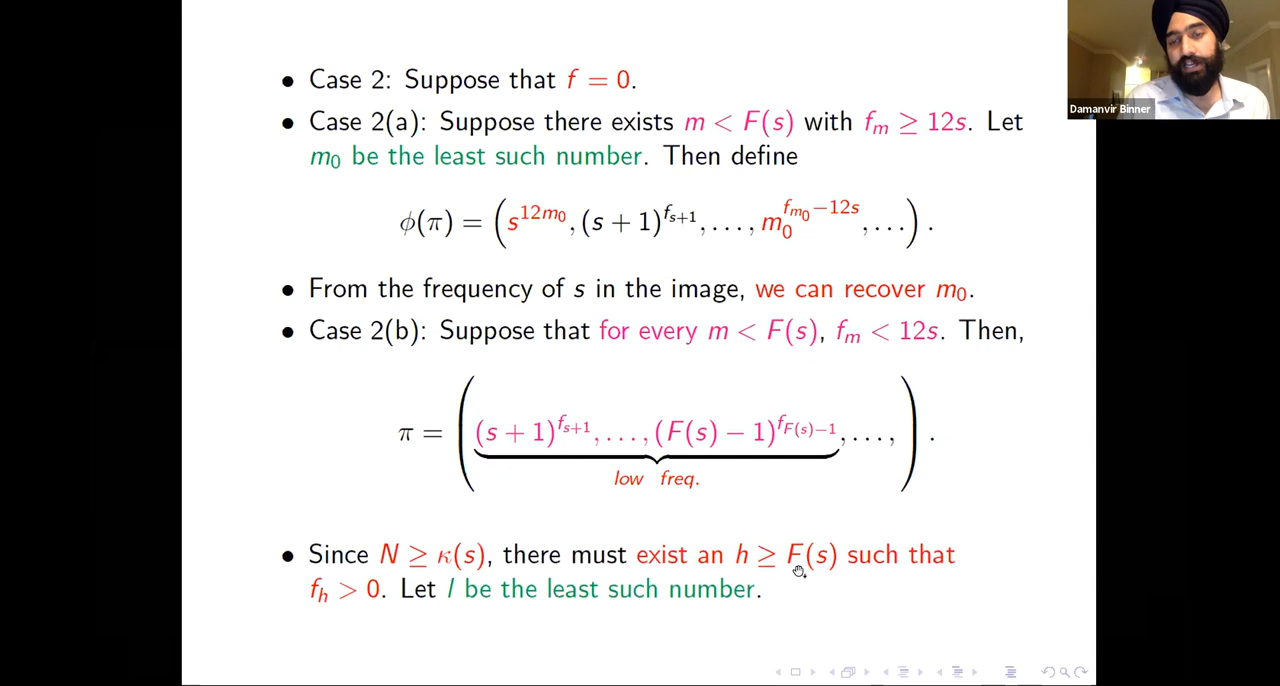 • Case 2: Suppose that f = 0.
• Case 2(a): Suppose there exists m < F(s) with f_m ≥ 12s. Let
m_0 be the least such number. Then define
ϕ(π) = (s^{12m_0}, (s + 1)^{f_{s+1}}, . . . , m_0^{f_{m_0}−12s}, . . .) .
• From the frequency of s in the image, we can recover m_0.
• Case 2(b): Suppose that for every m < F(s), f_m < 12s. Then,
π = ((s + 1)^{f_{s+1}}, . . . , (F(s) − 1)^{f_{F(s)−1}}, . . . ,) .
low freq.
• Since N ≥ κ(s), there must exist an h ≥ F(s) such that
f_h > 0. Let l be the least such number.
Damanvir Binner